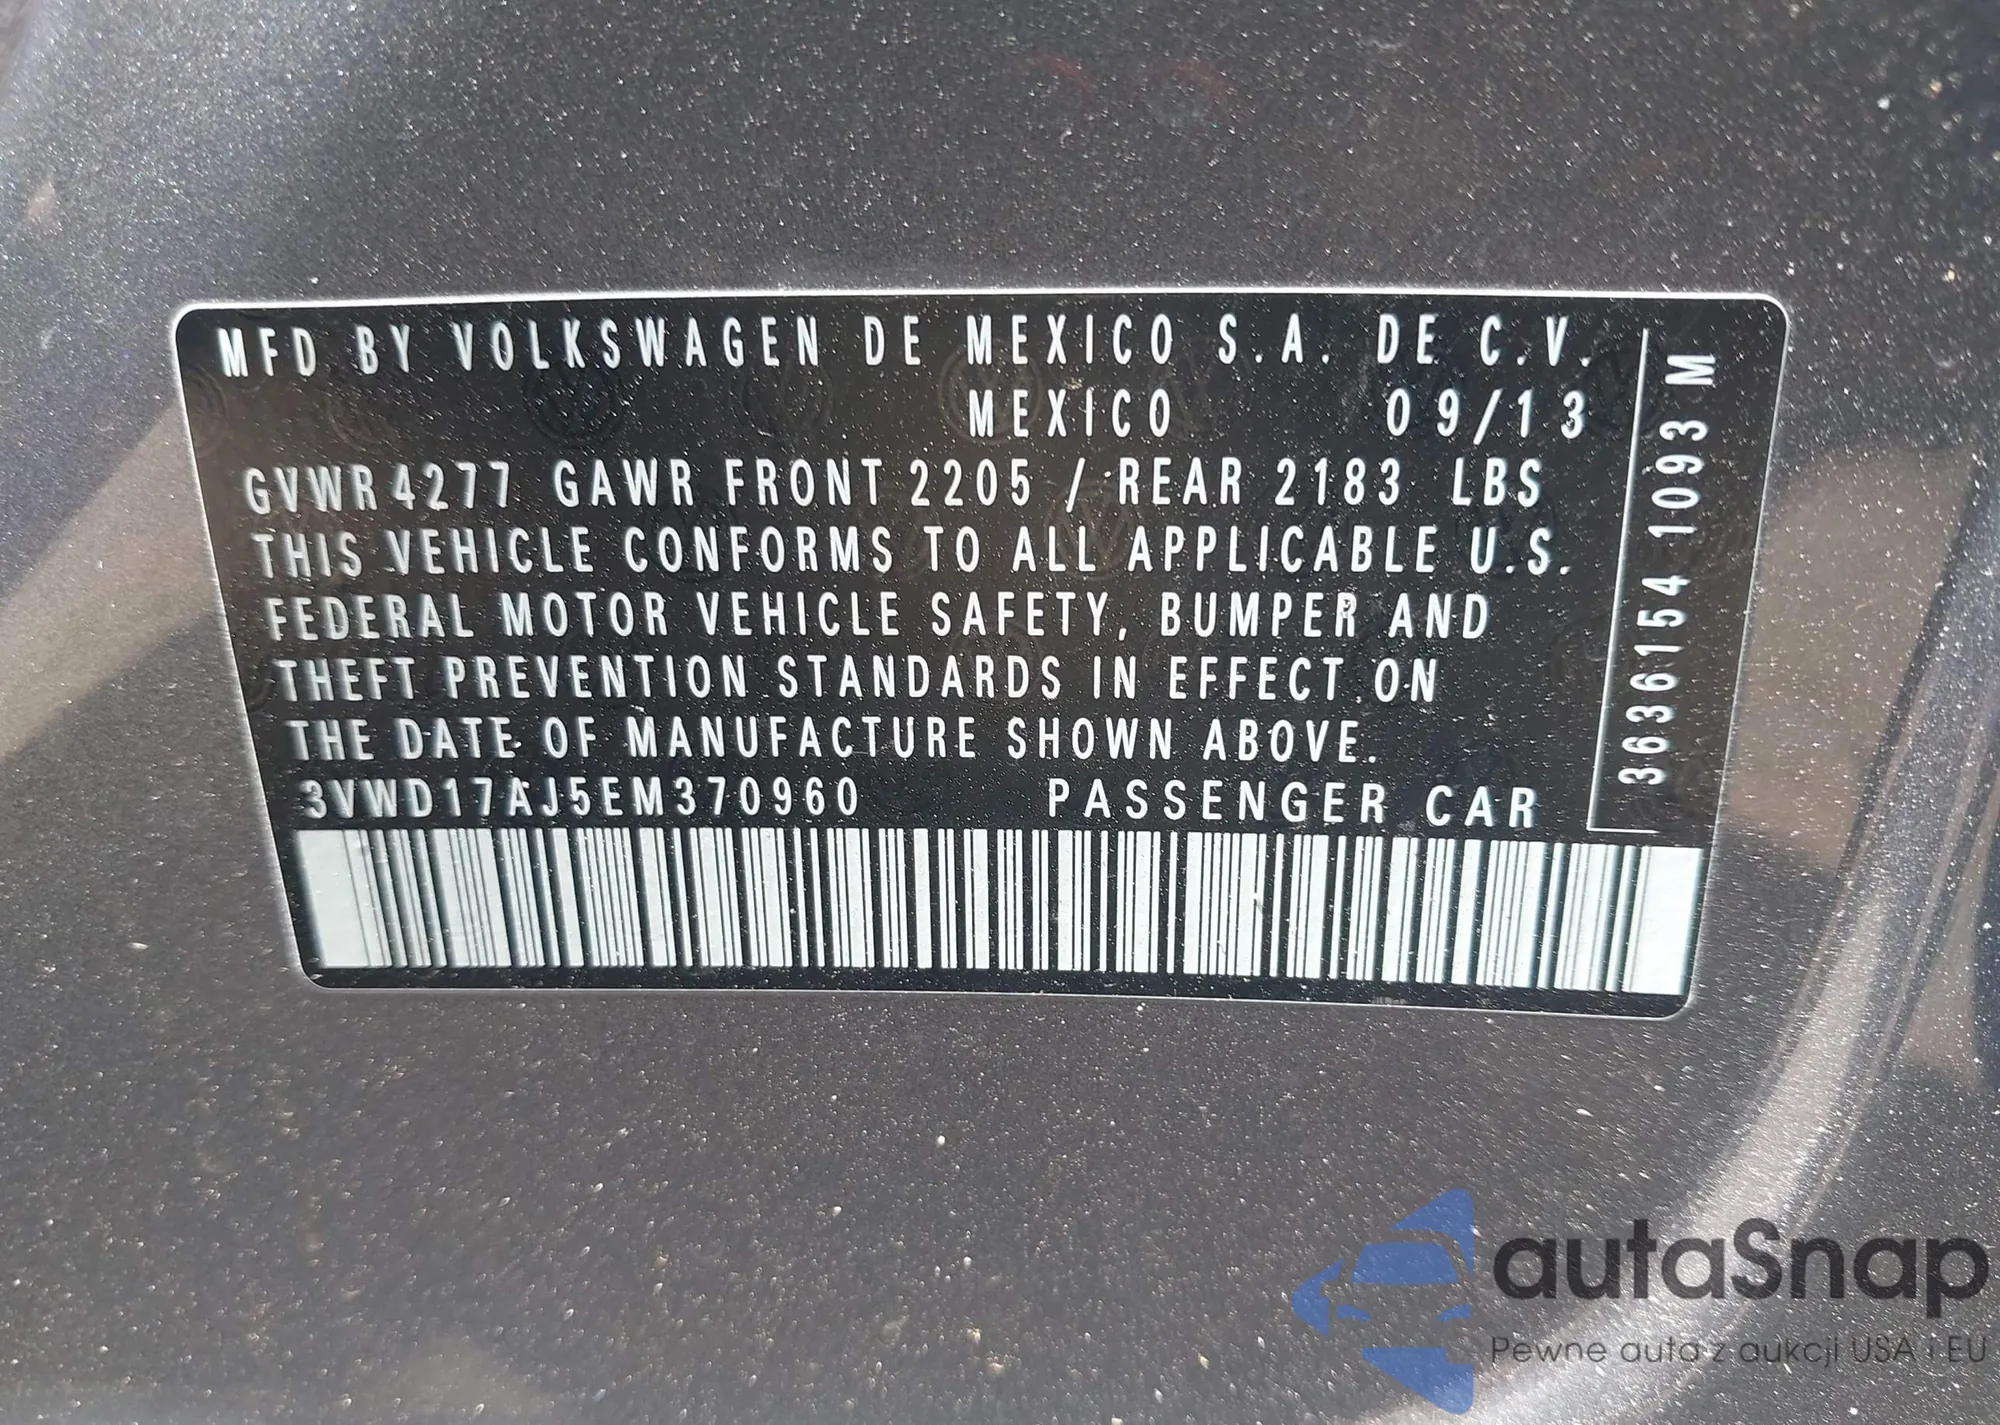 MFD BY VOLKSWAGEN DE MEXICO S.A. DE C.V.
MEXICO 09/13
GVWR 4277 GAWR FRONT 2205 / REAR 2183 LBS
THIS VEHICLE CONFORMS TO ALL APPLICABLE U.S.
FEDERAL MOTOR VEHICLE SAFETY, BUMPER AND
THEFT PREVENTION STANDARDS IN EFFECT ON
THE DATE OF MANUFACTURE SHOWN ABOVE.
3VWD17AJ5EM370960 PASSENGER CAR
3636154 1093 M
autaSnap
Pewne auta z aukcji USA i EU